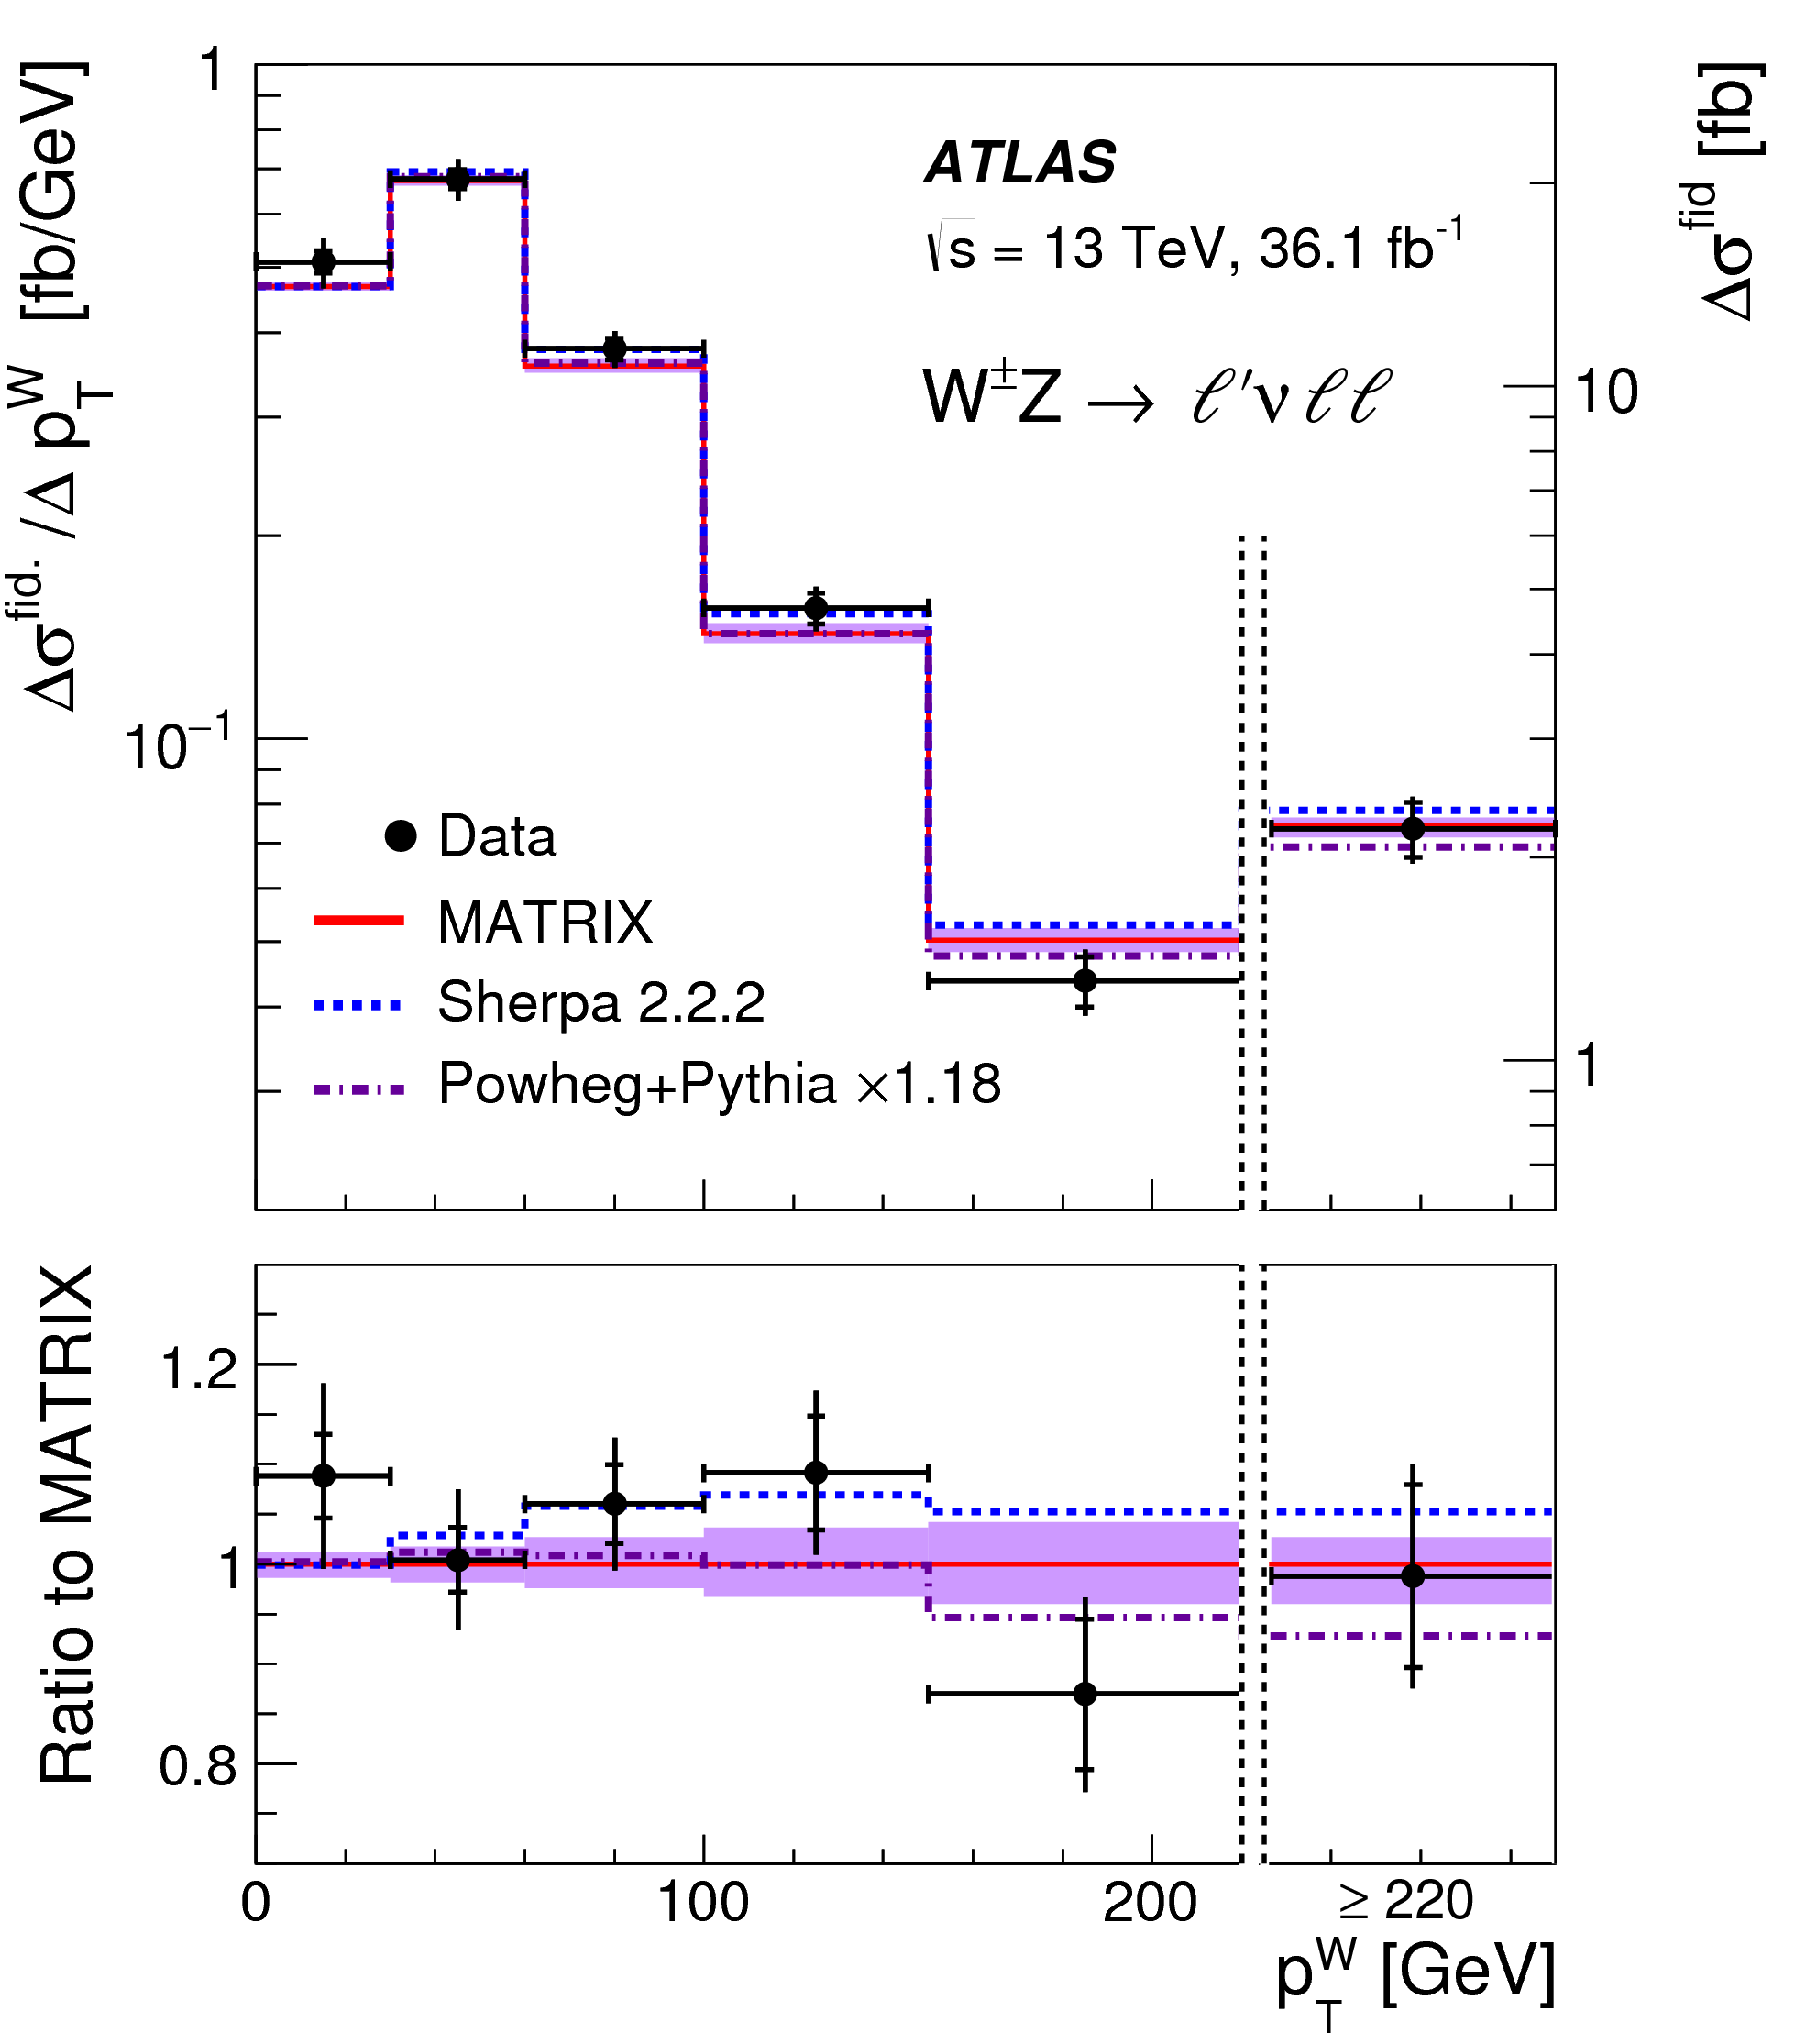 Δσ^fid. /Δ p_T^W [fb/GeV]
Δσ^fid [fb]
1
10⁻¹
10
1
ATLAS
√s = 13 TeV, 36.1 fb⁻¹
W^±Z → ℓ'ν ℓℓ
Data
MATRIX
Sherpa 2.2.2
Powheg+Pythia ×1.18
Ratio to MATRIX
1.2
1
0.8
0 100 200 ≥ 220
p_T^W [GeV]